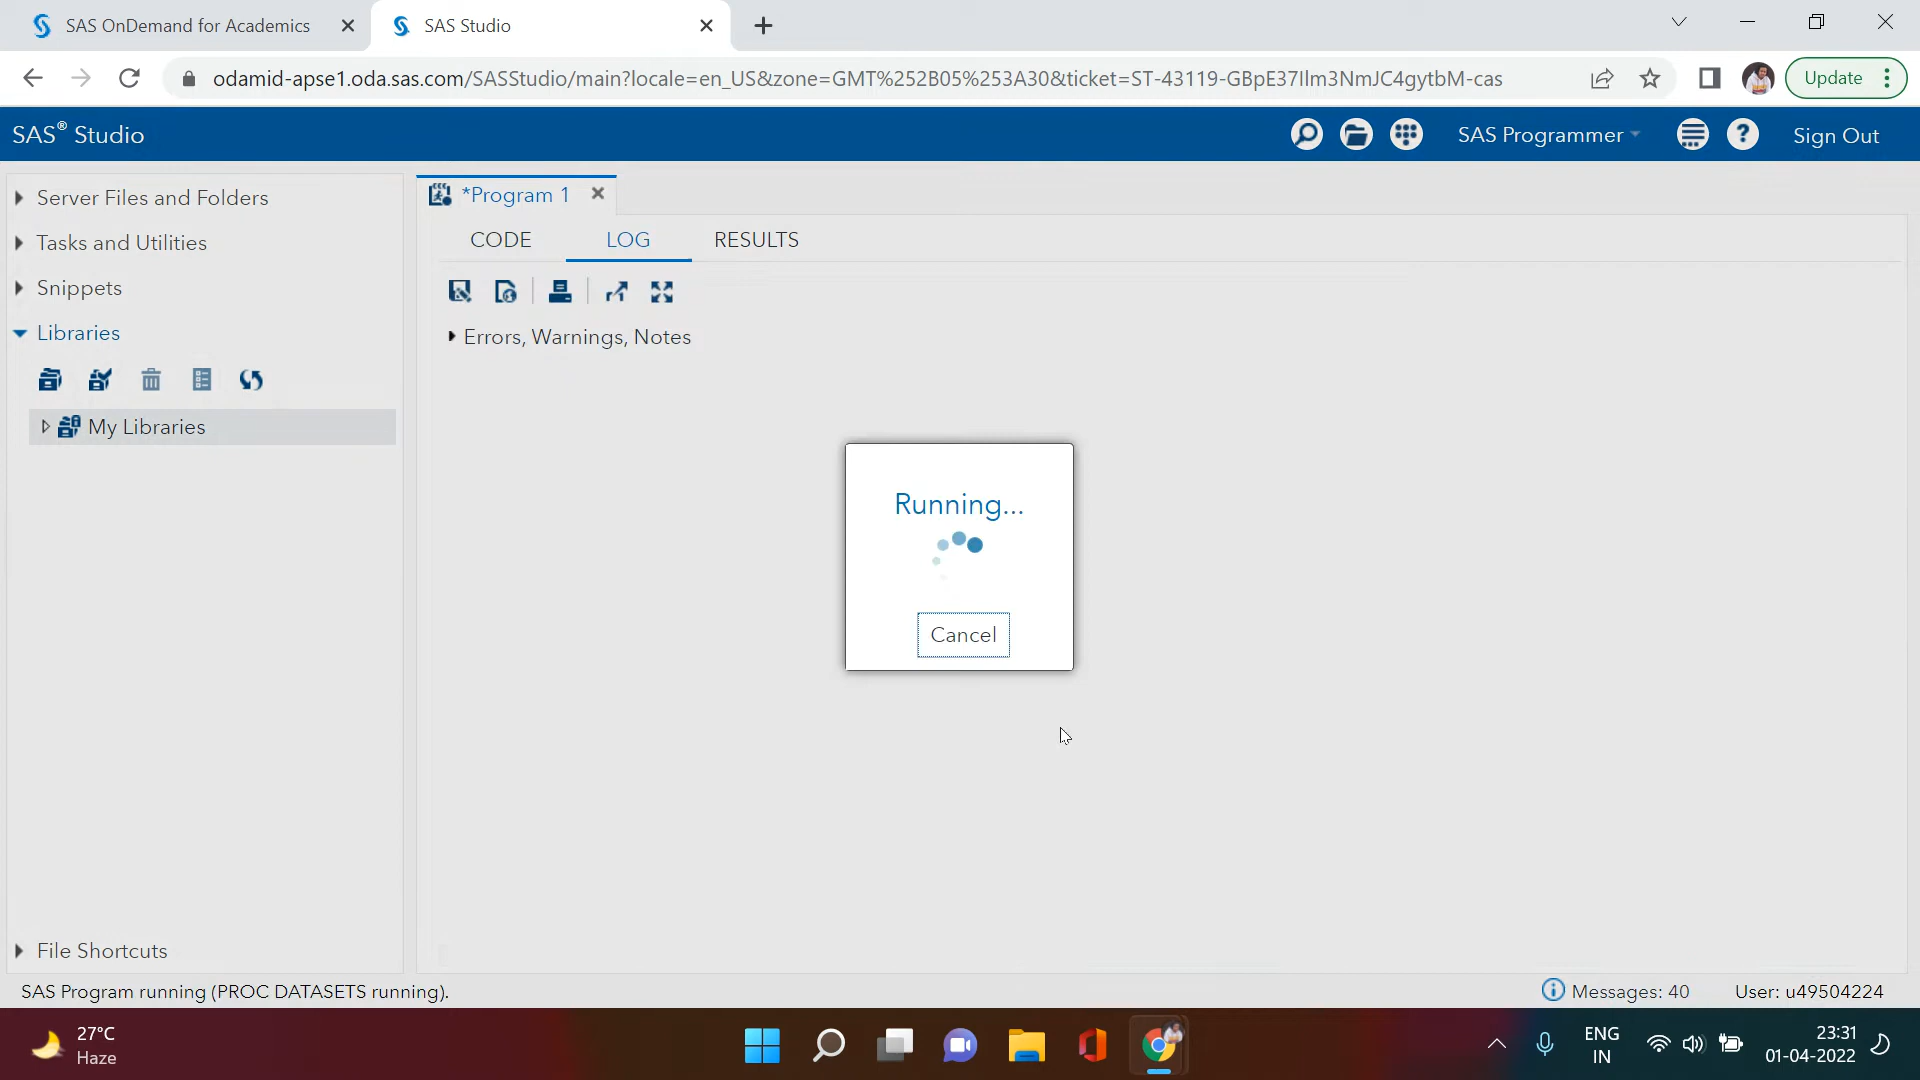 SAS OnDemand for Academics
SAS Studio
odamid-apse1.oda.sas.com/SASStudio/main?locale=en_US&zone=GMT%252B05%253A30&ticket=ST-43119-GBpE37Ilm3NmJC4gytbM-cas
Update
SAS® Studio
SAS Programmer
?
Sign Out
Server Files and Folders
Tasks and Utilities
Snippets
Libraries
My Libraries
File Shortcuts
*Program 1
CODE
LOG
RESULTS
Errors, Warnings, Notes
Running...
Cancel
SAS Program running (PROC DATASETS running).
Messages: 40
User: u49504224
27°C
Haze
ENG
IN
23:31
01-04-2022